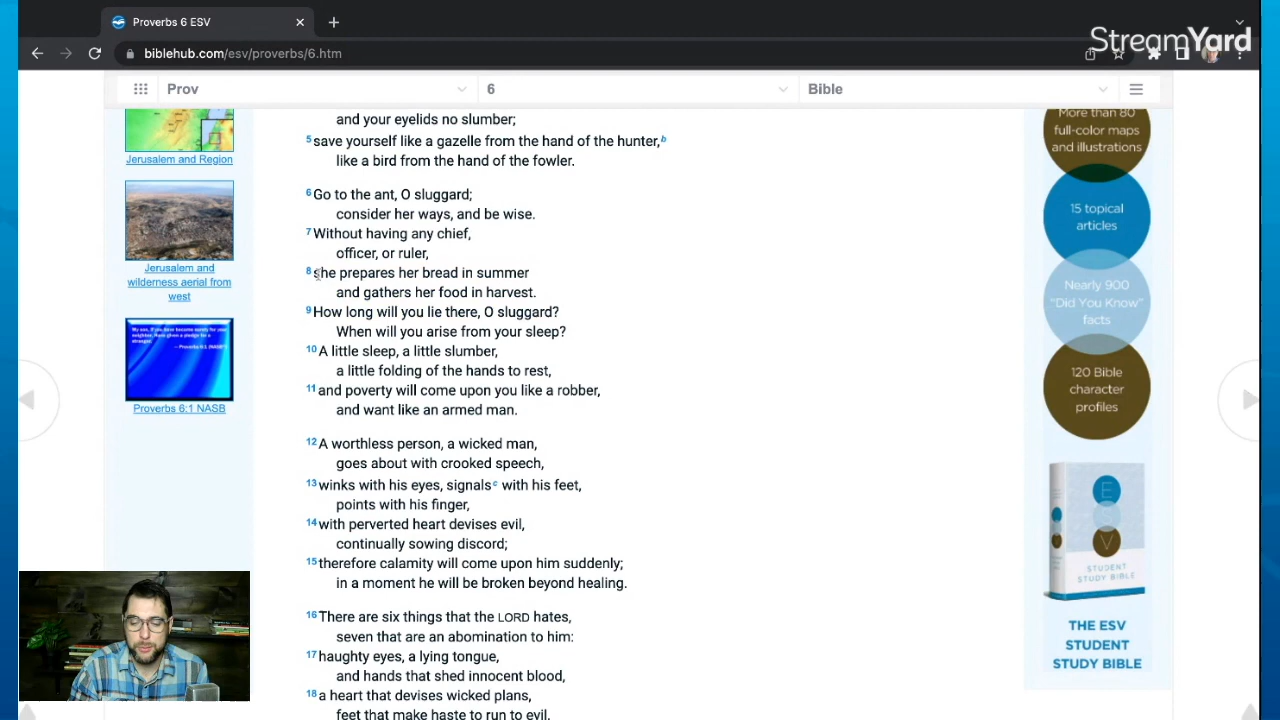 Proverbs 6 ESV
StreamYard
biblehub.com/esv/proverbs/6.htm
Prov
6
Bible
Jerusalem and Region
Jerusalem and
wilderness aerial from
west
Proverbs 6:1 NASB
and your eyelids slumber;
5 save yourself like a gazelle from the hand of the hunter,b
like a bird from the hand of the fowler.
6 Go to the ant, O sluggard;
consider her ways, and be wise.
7 Without having any chief,
officer, or ruler,
8 she prepares her bread in summer
and gathers her food in harvest.
9 How long will you lie there, O sluggard?
When will you arise from your sleep?
10 A little sleep, a little slumber,
a little folding of the hands to rest,
11 and poverty will come upon you like a robber,
and want like an armed man.
12 A worthless person, a wicked man,
goes about with crooked speech,
13 winks with his eyes, signalsc with his feet,
points with his finger,
14 with perverted heart devises evil,
continually sowing discord;
15 therefore calamity will come upon him suddenly;
in a moment he will be broken beyond healing.
16 There are six things that the LORD hates,
seven that are an abomination to him:
17 haughty eyes, a lying tongue,
and hands that shed innocent blood,
18 a heart that devises wicked plans,
feet that make haste to run to evil,
More than 80
full-color maps
and illustrations
15 topical
articles
Nearly 900
"Did You Know"
facts
120 Bible
character
profiles
E
S
V
STUDENT
STUDY BIBLE
THE ESV
STUDENT
STUDY BIBLE